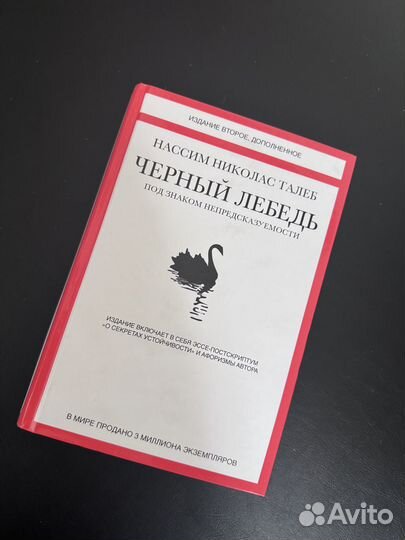 ИЗДАНИЕ ВТОРОЕ, ДОПОЛНЕННОЕ
НАССИМ НИКОЛАС ТАЛЕБ
ЧЕРНЫЙ ЛЕБЕДЬ
ПОД ЗНАКОМ НЕПРЕДСКАЗУЕМОСТИ
ИЗДАНИЕ ВКЛЮЧАЕТ В СЕБЯ ЭССЕ-ПОСТСКРИПТУМ
«О СЕКРЕТАХ УСТОЙЧИВОСТИ» И АФОРИЗМЫ АВТОРА
В МИРЕ ПРОДАНО 3 МИЛЛИОНА ЭКЗЕМПЛЯРОВ
Avito